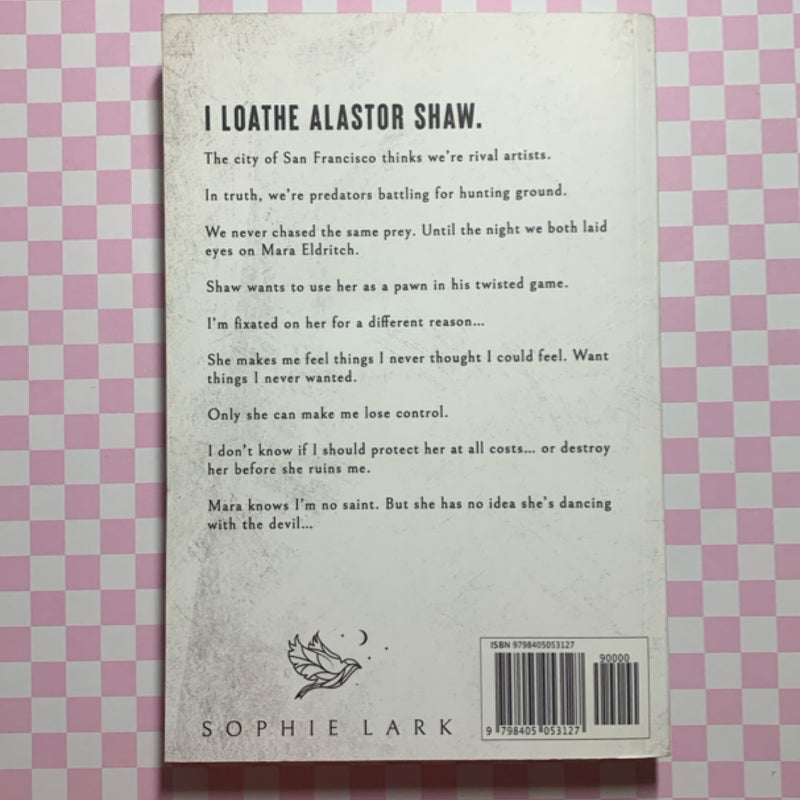 I LOATHE ALASTOR SHAW.
The city of San Francisco thinks we're rival artists.
In truth, we're predators battling for hunting ground.
We never chased the same prey. Until the night we both laid
eyes on Mara Eldritch.
Shaw wants to use her as a pawn in his twisted game.
I'm fixated on her for a different reason...
She makes me feel things I never thought I could feel. Want
things I never wanted.
Only she can make me lose control.
I don't know if I should protect her at all costs... or destroy
her before she ruins me.
Mara knows I'm no saint. But she has no idea she's dancing
with the devil...
SOPHIE LARK
ISBN 9798405053127
90000
9 798405 053127